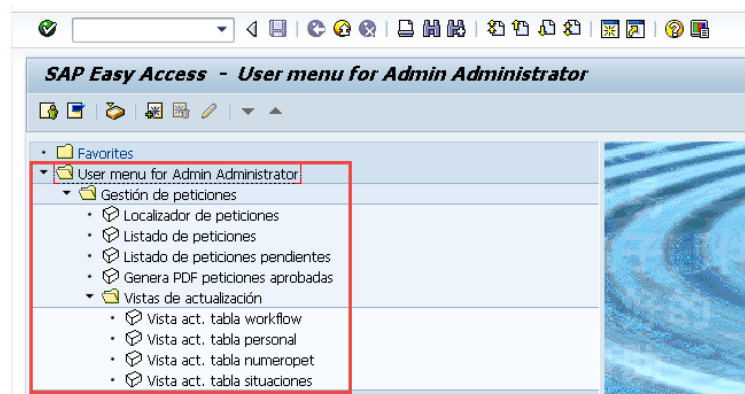 SAP Easy Access - User menu for Admin Administrator
Favorites
User menu for Admin Administrator
Gestión de peticiones
Localizador de peticiones
Listado de peticiones
Listado de peticiones pendientes
Genera PDF peticiones aprobadas
Vistas de actualización
Vista act. tabla workflow
Vista act. tabla personal
Vista act. tabla numeropet
Vista act. tabla situaciones